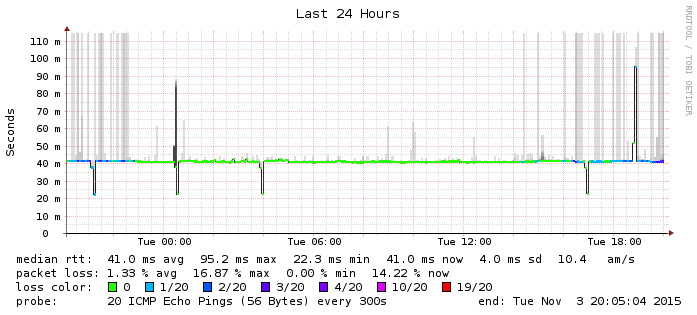 Last 24 Hours
RRDTOOL / TOBI OETIKER
Seconds
110 m
100 m
90 m
80 m
70 m
60 m
50 m
40 m
30 m
20 m
10 m
0
Tue 00:00 Tue 06:00 Tue 12:00 Tue 18:00
median rtt: 41.0 ms avg 95.2 ms max 22.3 ms min 41.0 ms now 4.0 ms sd 10.4 am/s
packet loss: 1.33 % avg 16.87 % max 0.00 % min 14.22 % now
loss color: 0 1/20 2/20 3/20 4/20 10/20 19/20
probe: 20 ICMP Echo Pings (56 Bytes) every 300s end: Tue Nov 3 20:05:04 2015